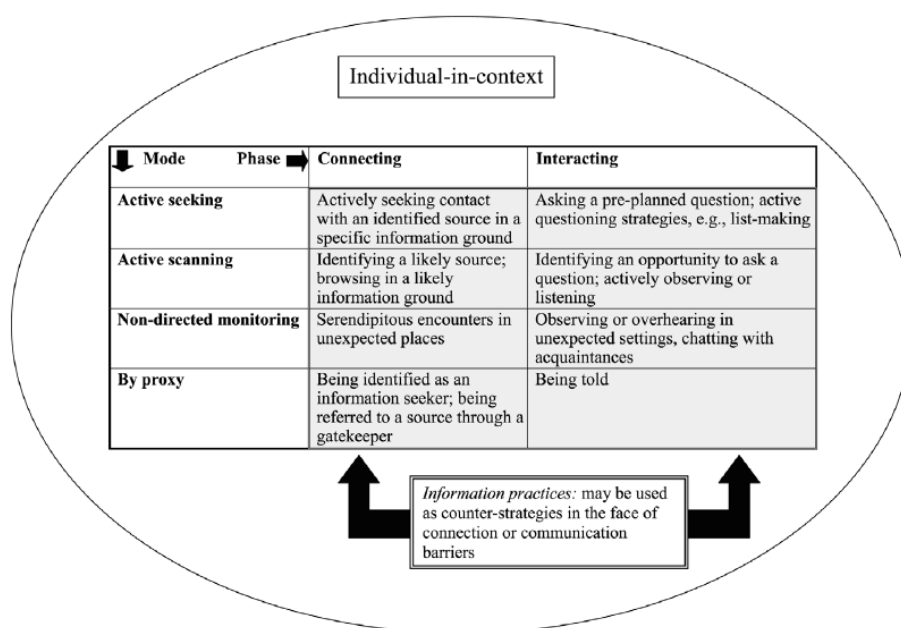 Individual-in-context
Mode Phase Connecting Interacting
Active seeking
Actively seeking contact
with an identified source in a
specific information ground
Asking a pre-planned question; active
questioning strategies, e.g., list-making
Active scanning
Identifying a likely source;
browsing in a likely
information ground
Identifying an opportunity to ask a
question; actively observing or
listening
Non-directed monitoring
Serendipitous encounters in
unexpected places
Observing or overhearing in
unexpected settings, chatting with
acquaintances
By proxy
Being identified as an
information seeker; being
referred to a source through a
gatekeeper
Being told
Information practices: may be used
as counter-strategies in the face of
connection or communication
barriers